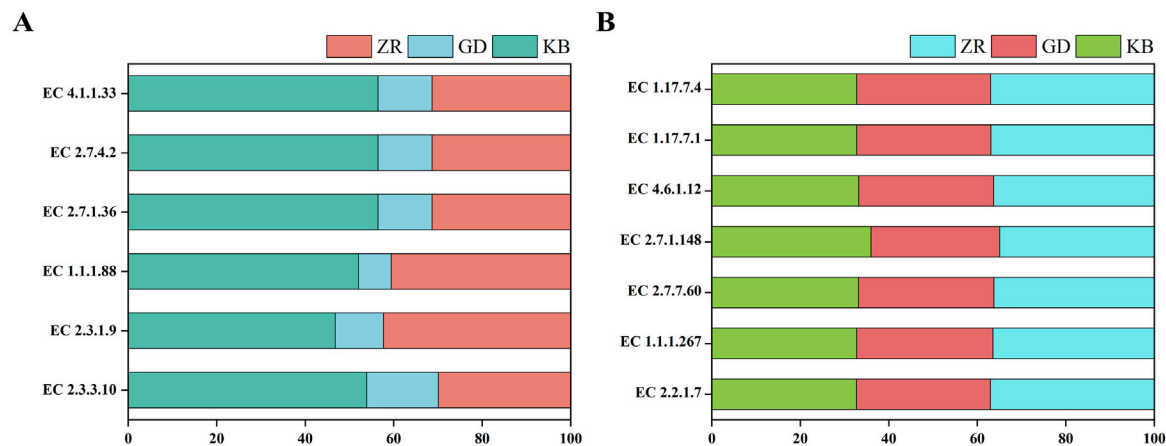 A
ZR GD KB
EC 4.1.1.33
EC 2.7.4.2
EC 2.7.1.36
EC 1.1.1.88
EC 2.3.1.9
EC 2.3.3.10
0 20 40 60 80 100
B
ZR GD KB
EC 1.17.7.4
EC 1.17.7.1
EC 4.6.1.12
EC 2.7.1.148
EC 2.7.7.60
EC 1.1.1.267
EC 2.2.1.7
0 20 40 60 80 100